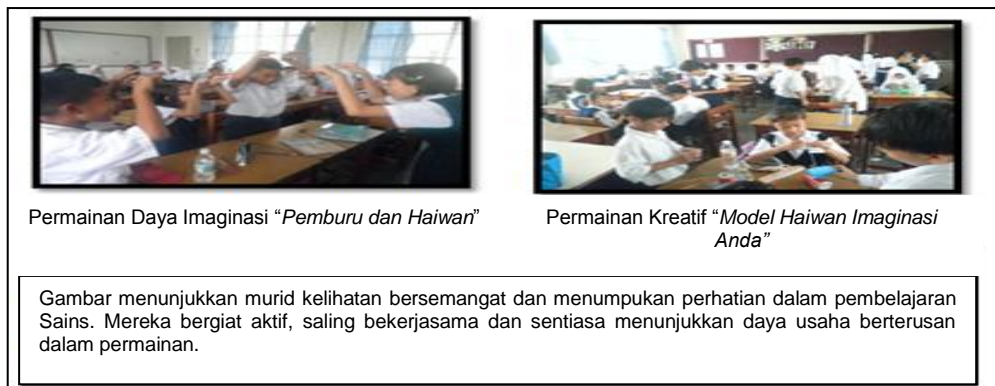 Permainan Daya Imaginasi “Pemburu dan Haiwan”
Permainan Kreatif “Model Haiwan Imaginasi
Anda”
Gambar menunjukkan murid kelihatan bersemangat dan menumpukan perhatian dalam pembelajaran
Sains. Mereka bergiat aktif, saling bekerjasama dan sentiasa menunjukkan daya usaha berterusan
dalam permainan.